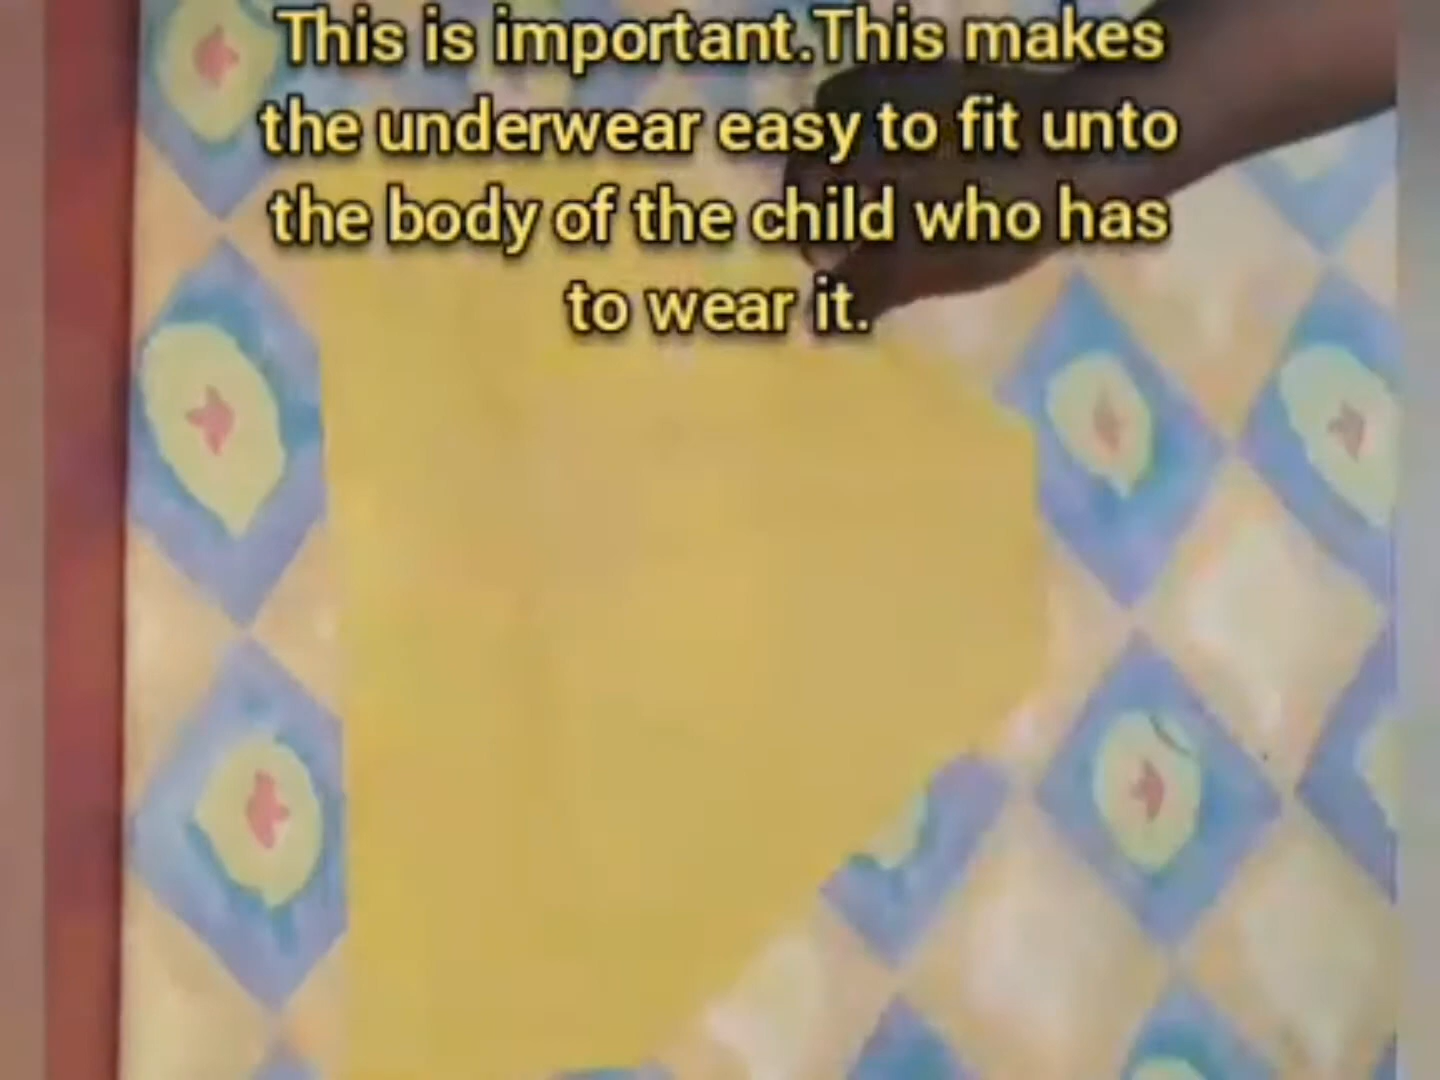 This is important.This makes
the underwear easy to fit unto
the body of the child who has
to wear it.